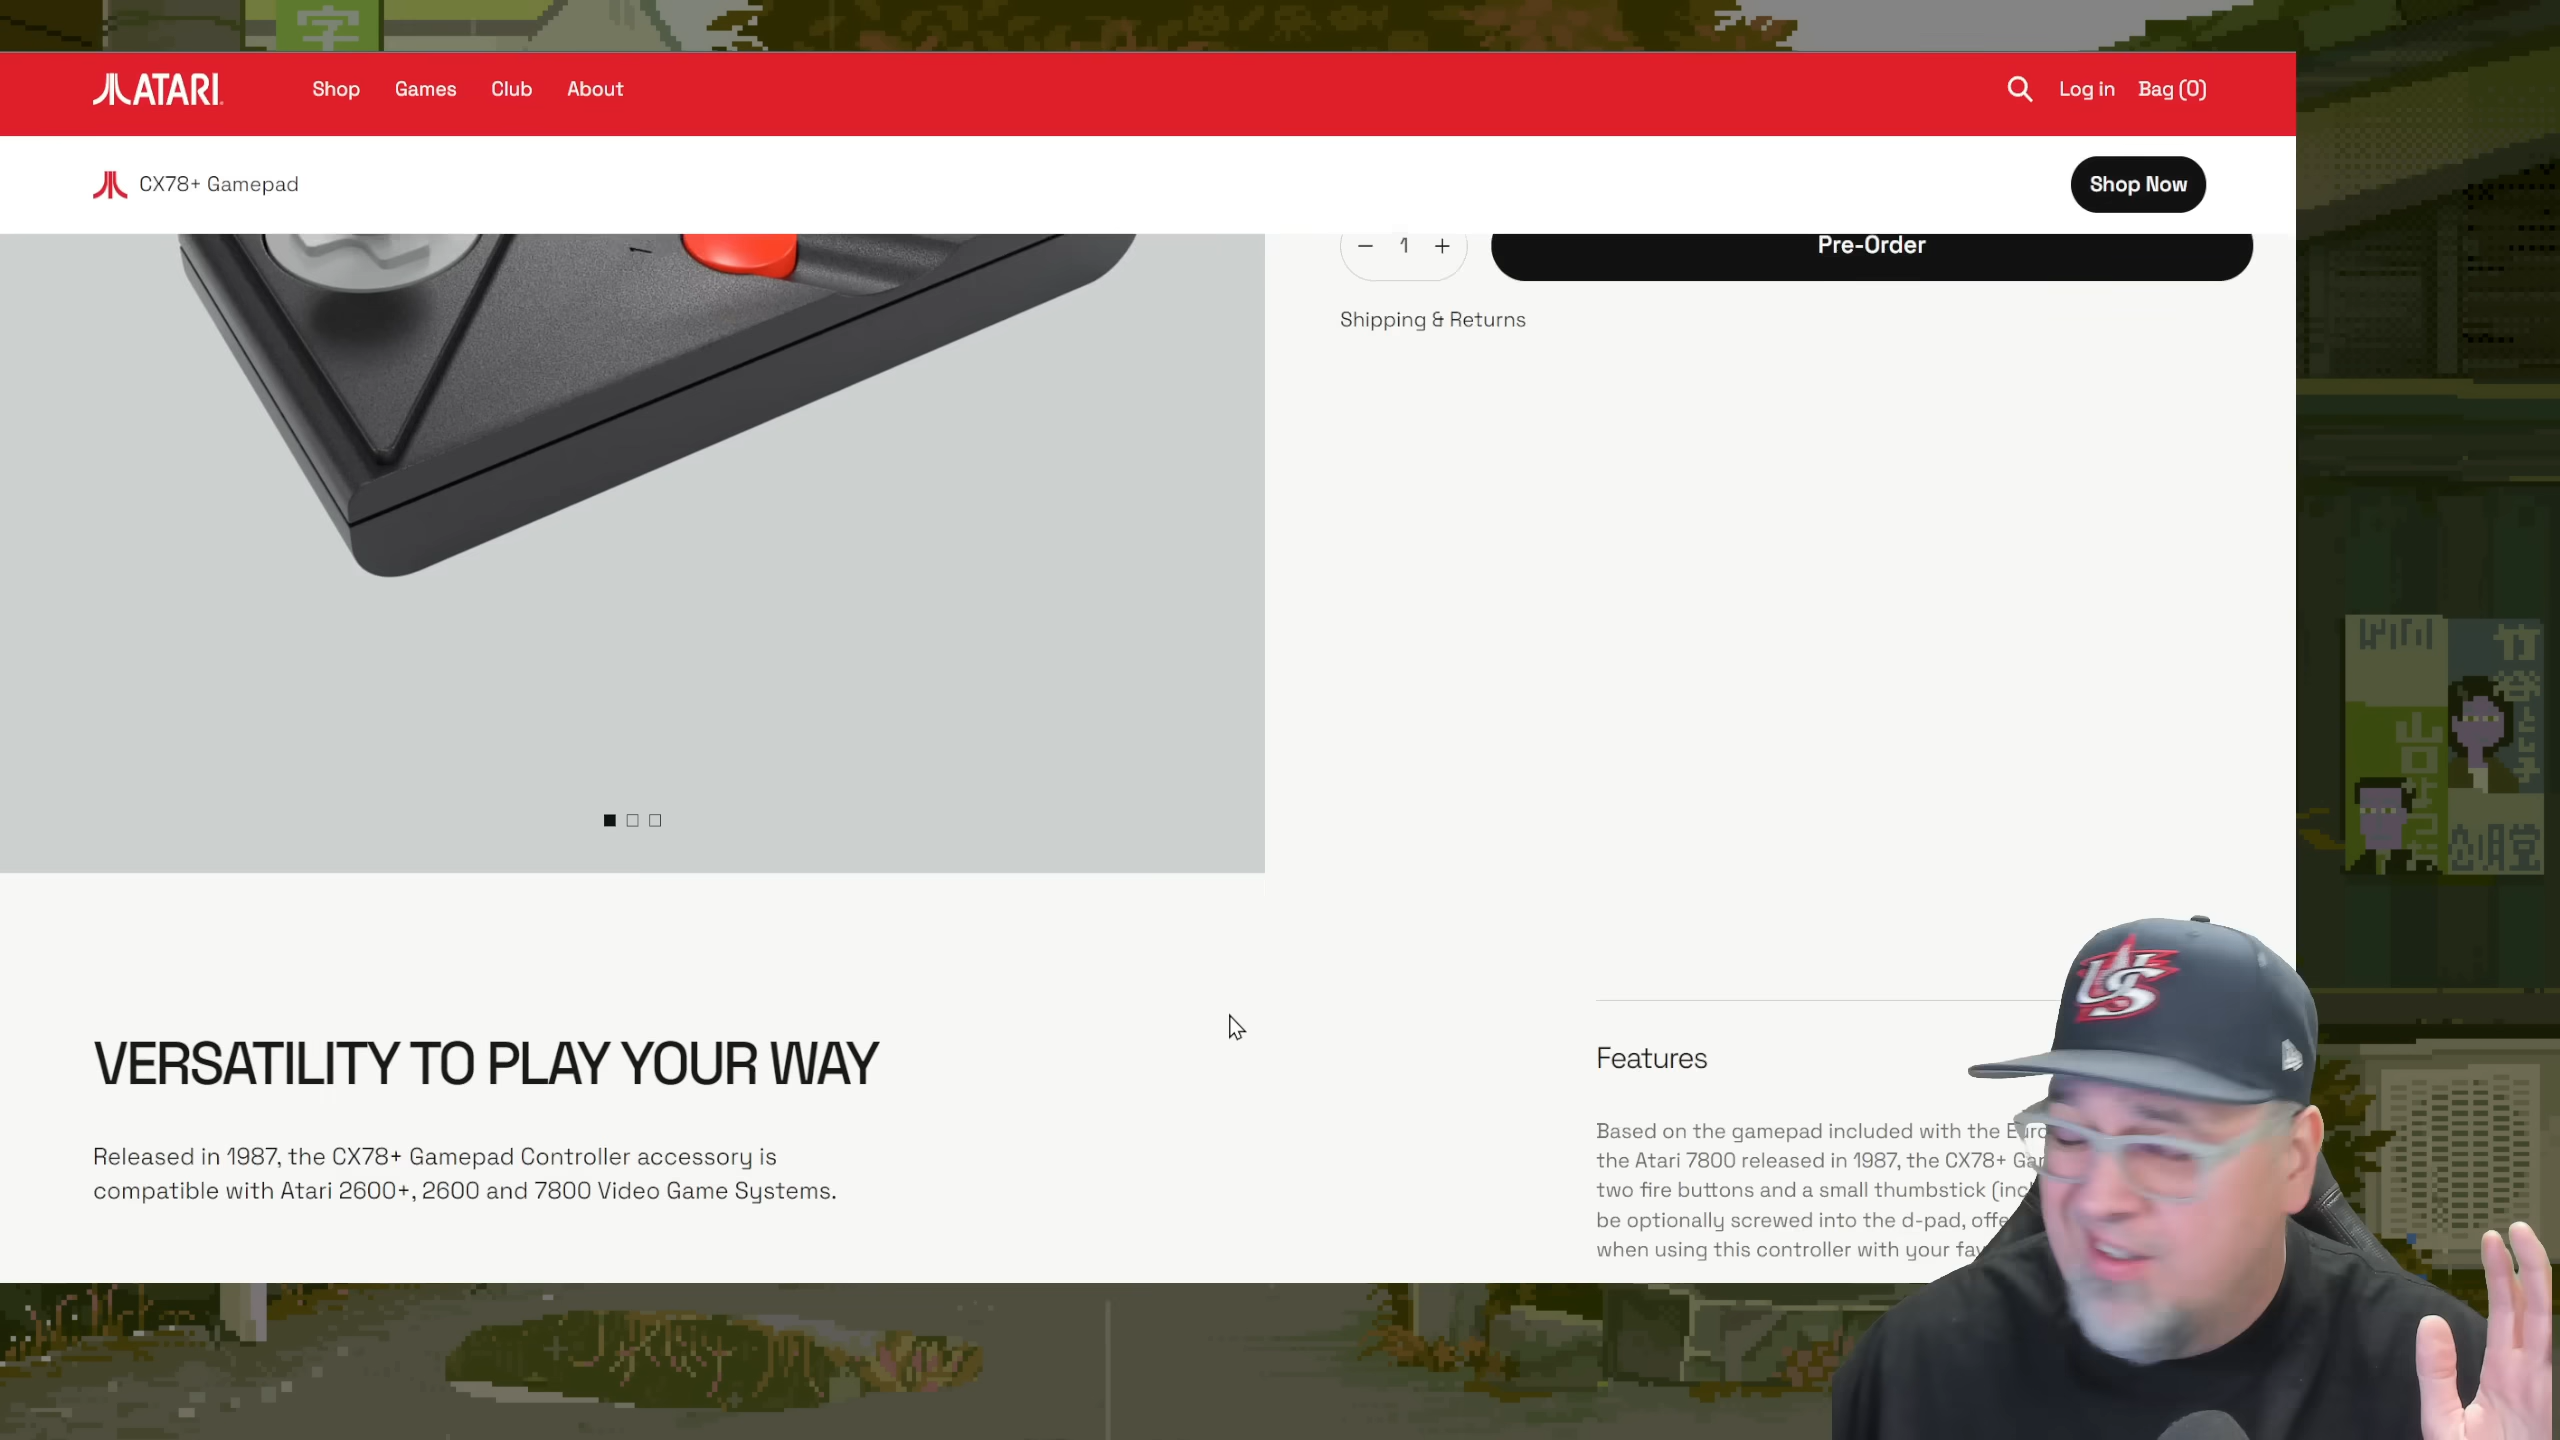 字
ATARI
Shop Games Club About
Log in Bag (0)
CX78+ Gamepad
Shop Now
− 1 +
Pre-Order
Shipping & Returns
VERSATILITY TO PLAY YOUR WAY
Released in 1987, the CX78+ Gamepad Controller accessory is
compatible with Atari 2600+, 2600 and 7800 Video Game Systems.
Features
Based on the gamepad included with the
the Atari 7800 released in 1987, the CX78+
two fire buttons and a small thumbstick
be optionally screwed into the d-pad,
when using this controller with your
US